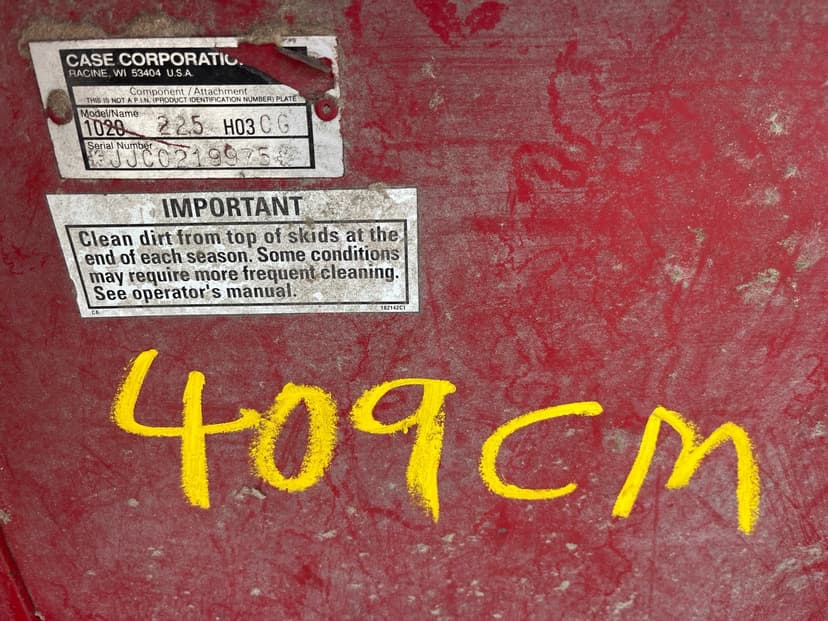 CASE CORPORATIO
RACINE, WI 53404 U.S.A.
Component / Attachment
THIS IS NOT A P.I.N. (PRODUCT IDENTIFICATION NUMBER) PLATE
Model/Name
1020 225 H03CG
Serial Number
JJC0219975
IMPORTANT
Clean dirt from top of skids at the
end of each season. Some conditions
may require more frequent cleaning.
See operator's manual.
CA 182142C1
409CM